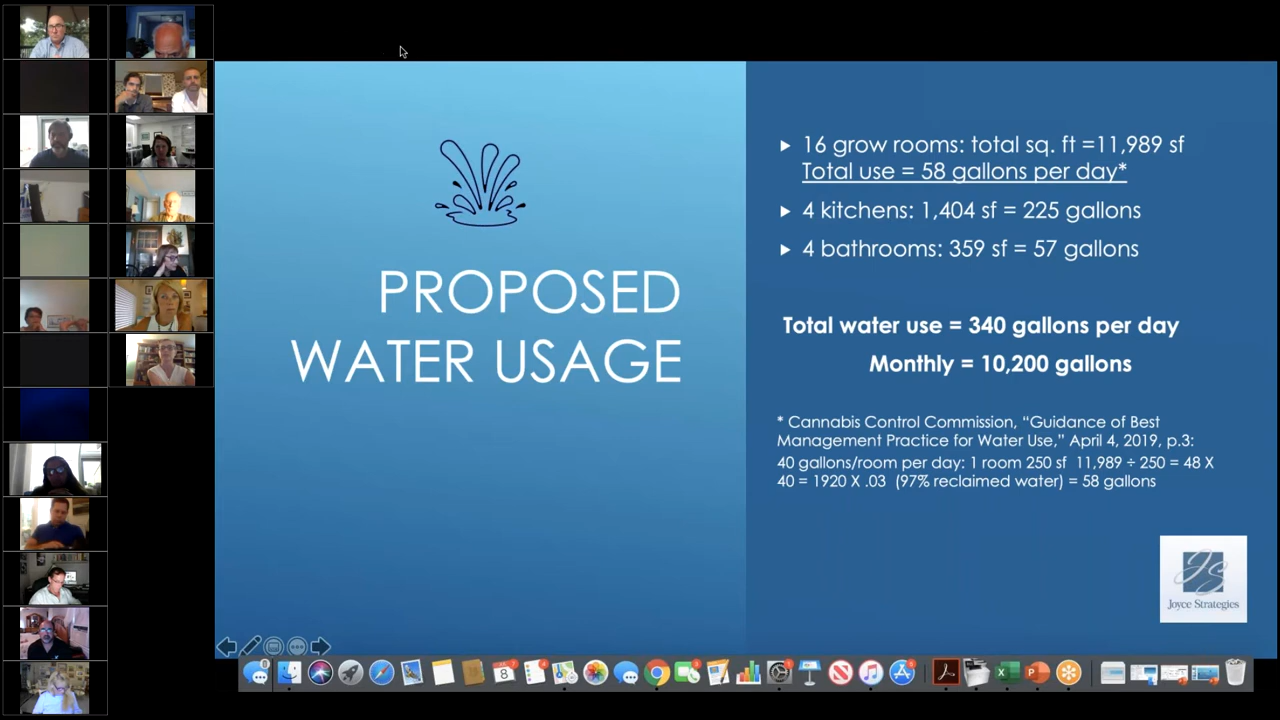 PROPOSED
WATER USAGE
16 grow rooms: total sq. ft =11,989 sf
Total use = 58 gallons per day*
4 kitchens: 1,404 sf = 225 gallons
4 bathrooms: 359 sf = 57 gallons
Total water use = 340 gallons per day
Monthly = 10,200 gallons
* Cannabis Control Commission, “Guidance of Best
Management Practice for Water Use,” April 4, 2019, p.3:
40 gallons/room per day: 1 room 250 sf 11,989 ÷ 250 = 48 X
40 = 1920 X .03 (97% reclaimed water) = 58 gallons
JS
Joyce Strategies
8